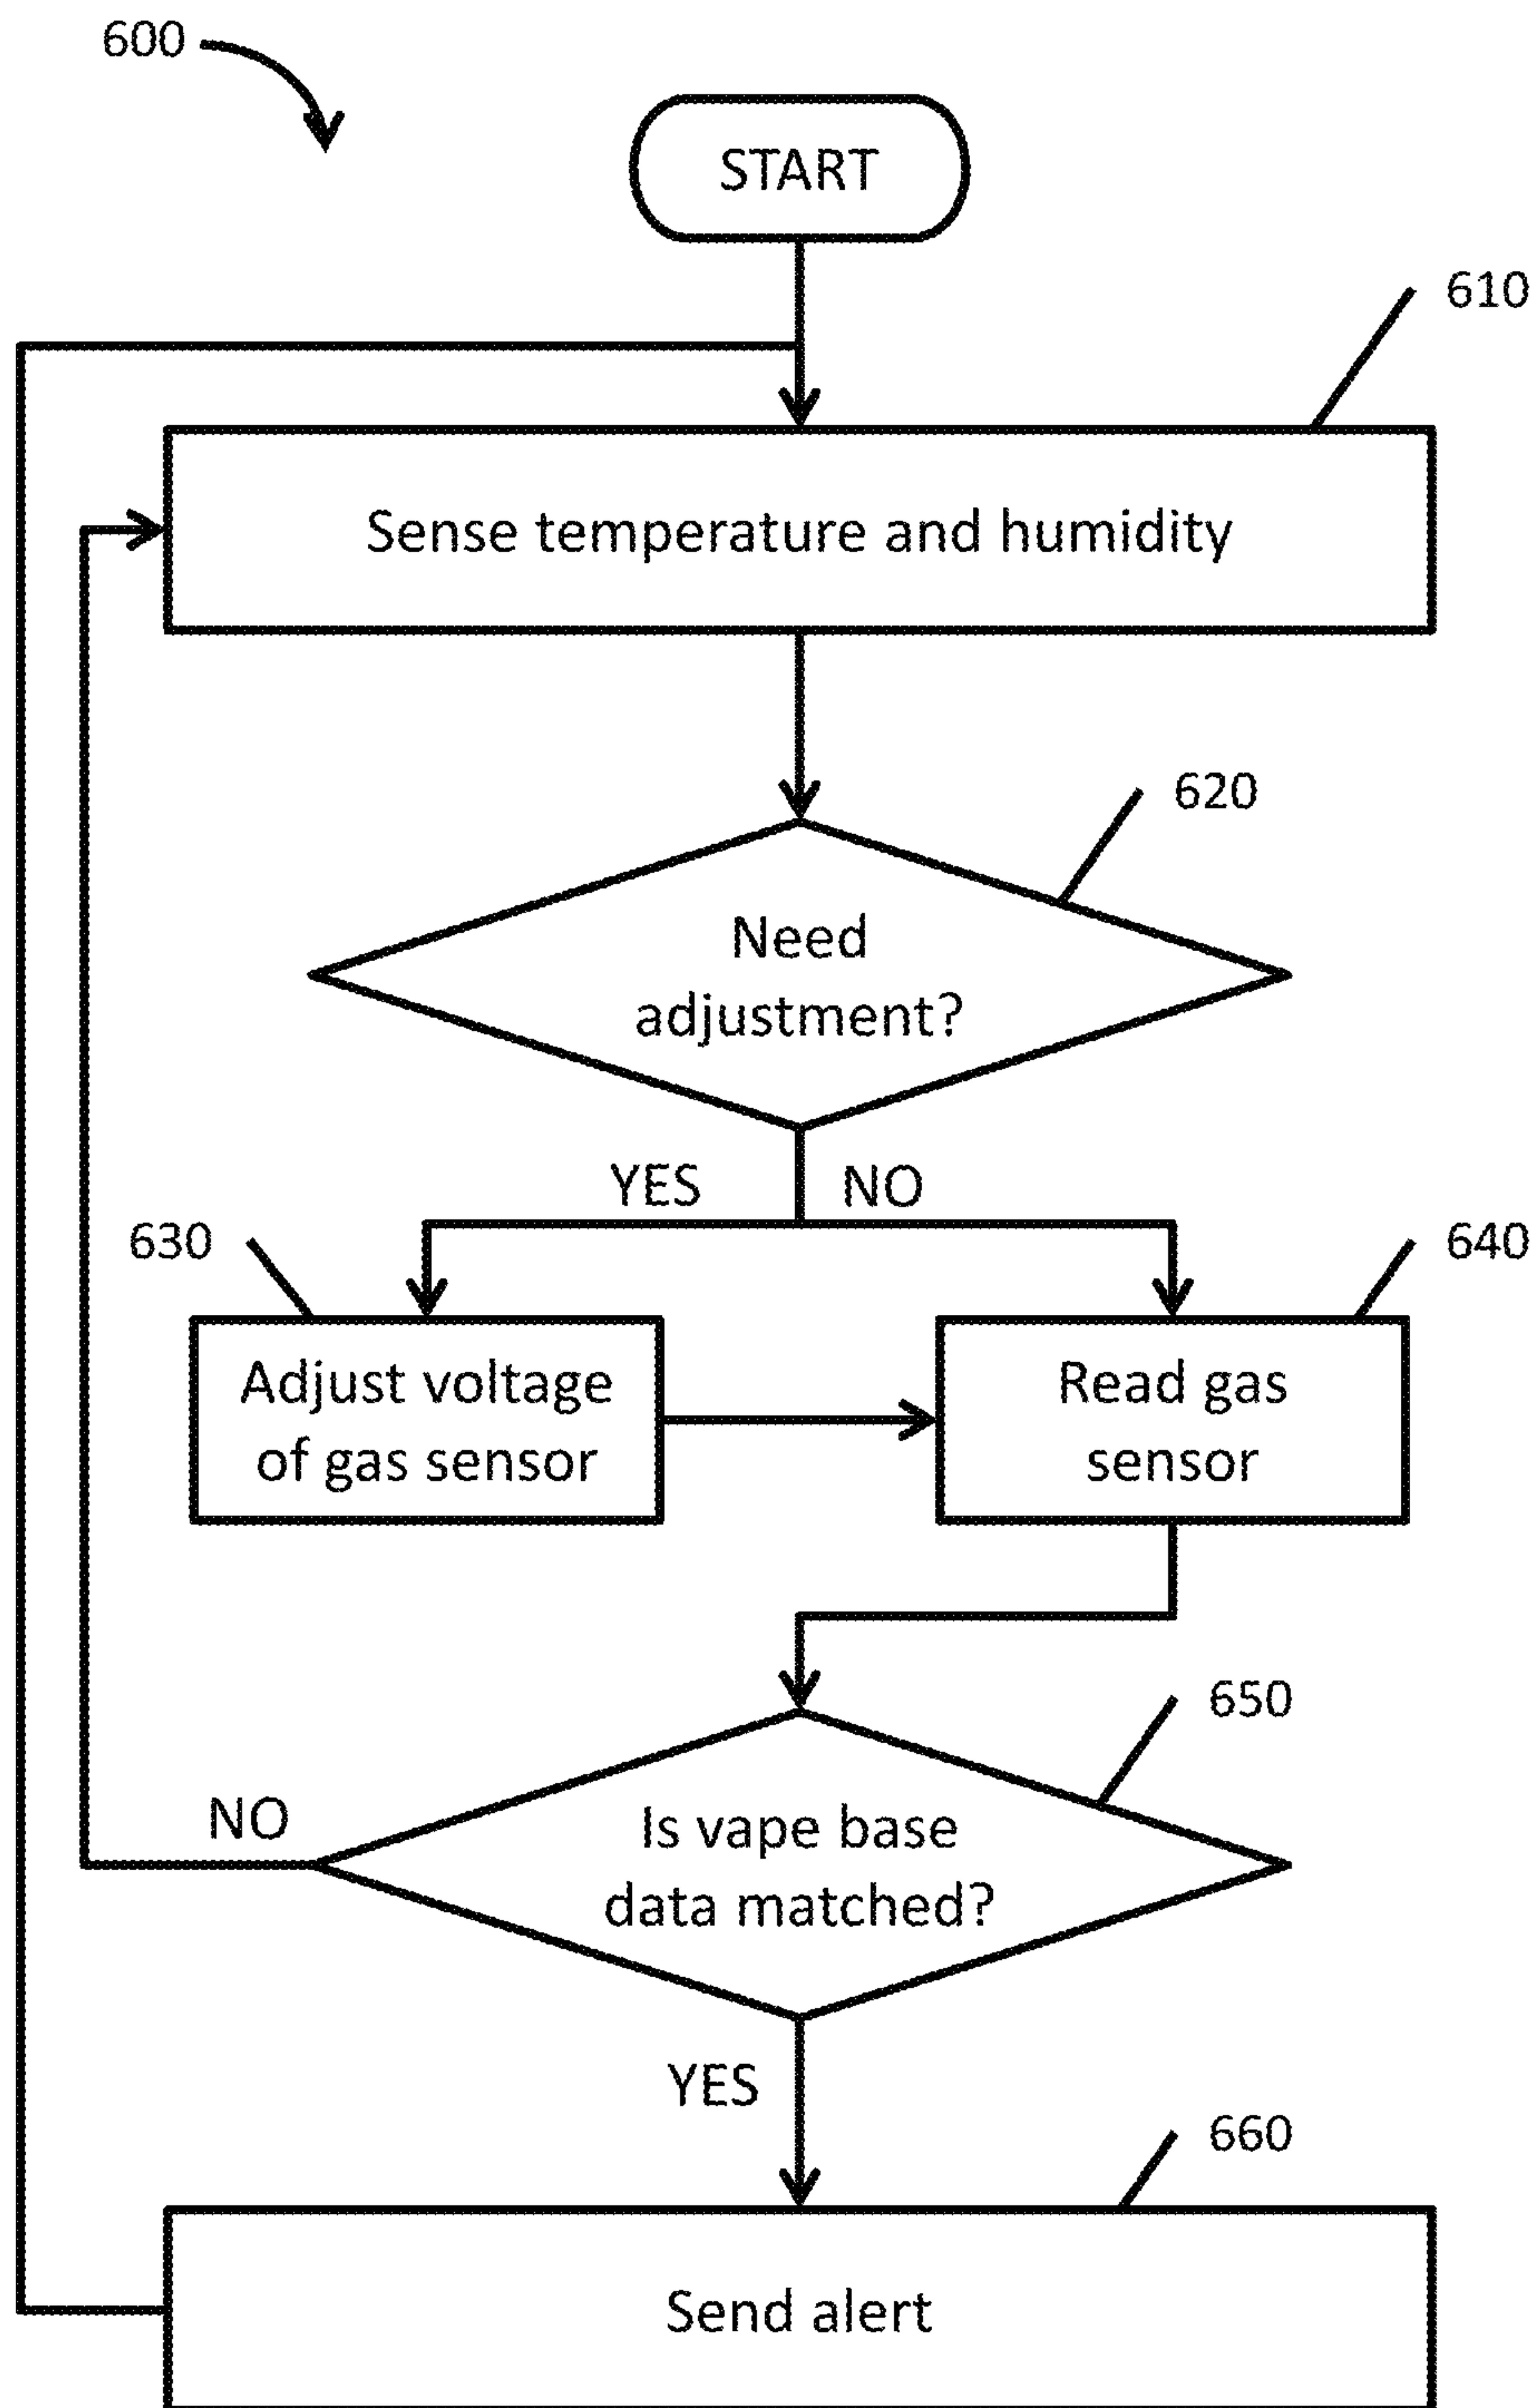 600
START
610
Sense temperature and humidity
620
Need
adjustment?
YES
NO
630
640
Adjust voltage
of gas sensor
Read gas
sensor
650
NO
Is vape base
data matched?
YES
660
Send alert